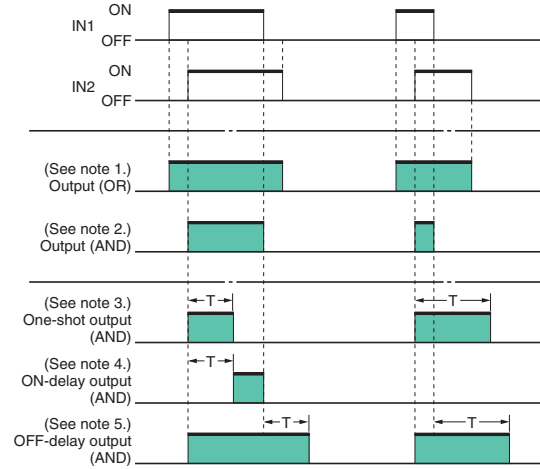 ON
IN1
OFF
ON
IN2
OFF
(See note 1.)
Output (OR)
(See note 2.)
Output (AND)
(See note 3.)
T
T
One-shot output
(AND)
(See note 4.)
T
ON-delay output
(AND)
(See note 5.)
T
T
OFF-delay output
(AND)